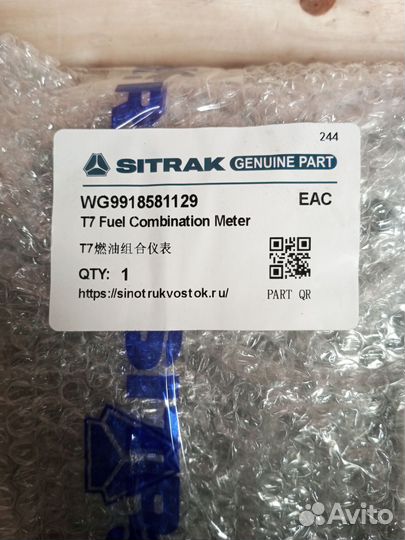 244
SITRAK GENUINE PART
WG9918581129 EAC
T7 Fuel Combination Meter
T7燃油组合仪表
QTY: 1
https://sinotrukvostok.ru/ PART QR
Avito